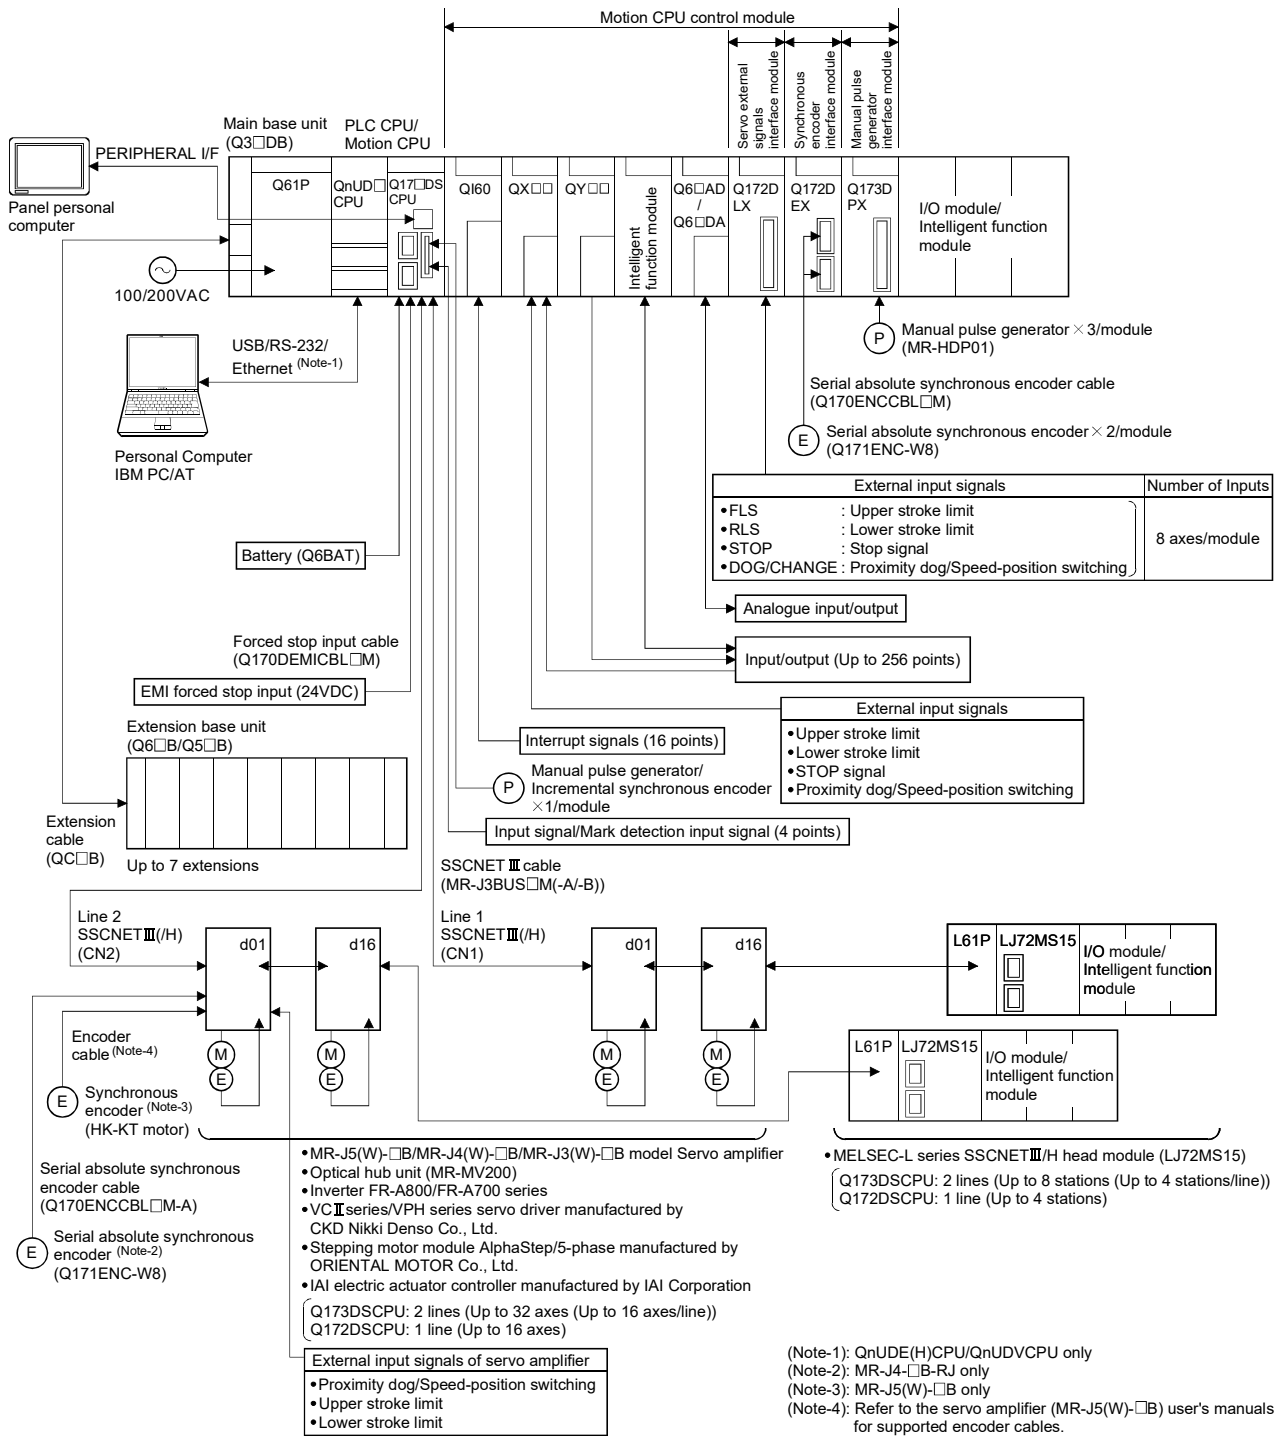 Motion CPU control module
Servo external
signals
interface module
Synchronous
encoder
interface module
Manual pulse
generator
interface module
Main base unit
(Q3□DB)
PLC CPU/
Motion CPU
PERIPHERAL I/F
Panel personal
computer
Q61P
QnUD□
CPU
Q17□DS
CPU
QI60
QX□□
QY□□
Intelligent
function module
Q6□AD
/
Q6□DA
Q172D
LX
Q172D
EX
Q173D
PX
I/O module/
Intelligent function
module
100/200VAC
USB/RS-232/
Ethernet (Note-1)
Personal Computer
IBM PC/AT
P
Manual pulse generator×3/module
(MR-HDP01)
Serial absolute synchronous encoder cable
(Q170ENCCBL□M)
E
Serial absolute synchronous encoder×2/module
(Q171ENC-W8)
External input signals
Number of Inputs
•FLS : Upper stroke limit
•RLS : Lower stroke limit
•STOP : Stop signal
•DOG/CHANGE : Proximity dog/Speed-position switching
8 axes/module
Battery (Q6BAT)
Analogue input/output
Forced stop input cable
(Q170DEMICBL□M)
Input/output (Up to 256 points)
EMI forced stop input (24VDC)
External input signals
•Upper stroke limit
•Lower stroke limit
•STOP signal
•Proximity dog/Speed-position switching
Extension base unit
(Q6□B/Q5□B)
Interrupt signals (16 points)
P
Manual pulse generator/
Incremental synchronous encoder
×1/module
Extension
cable
(QC□B)
Input signal/Mark detection input signal (4 points)
Up to 7 extensions
SSCNETⅢ cable
(MR-J3BUS□M(-A/-B))
Line 2
SSCNETⅢ(/H)
(CN2)
d01
d16
Line 1
SSCNETⅢ(/H)
(CN1)
d01
d16
L61P
LJ72MS15
I/O module/
Intelligent function
module
Encoder
cable (Note-4)
M
E
M
E
M
E
M
E
L61P
LJ72MS15
I/O module/
Intelligent function
module
E
Synchronous
encoder (Note-3)
(HK-KT motor)
•MR-J5(W)-□B/MR-J4(W)-□B/MR-J3(W)-□B model Servo amplifier
•Optical hub unit (MR-MV200)
•Inverter FR-A800/FR-A700 series
•VCⅡseries/VPH series servo driver manufactured by
CKD Nikki Denso Co., Ltd.
•Stepping motor module AlphaStep/5-phase manufactured by
ORIENTAL MOTOR Co., Ltd.
•IAI electric actuator controller manufactured by IAI Corporation
Q173DSCPU: 2 lines (Up to 32 axes (Up to 16 axes/line))
Q172DSCPU: 1 line (Up to 16 axes)
•MELSEC-L series SSCNETⅢ/H head module (LJ72MS15)
Q173DSCPU: 2 lines (Up to 8 stations (Up to 4 stations/line))
Q172DSCPU: 1 line (Up to 4 stations)
Serial absolute synchronous
encoder cable
(Q170ENCCBL□M-A)
E
Serial absolute synchronous
encoder (Note-2)
(Q171ENC-W8)
External input signals of servo amplifier
•Proximity dog/Speed-position switching
•Upper stroke limit
•Lower stroke limit
(Note-1): QnUDE(H)CPU/QnUDVCPU only
(Note-2): MR-J4-□B-RJ only
(Note-3): MR-J5(W)-□B only
(Note-4): Refer to the servo amplifier (MR-J5(W)-□B) user's manuals
for supported encoder cables.